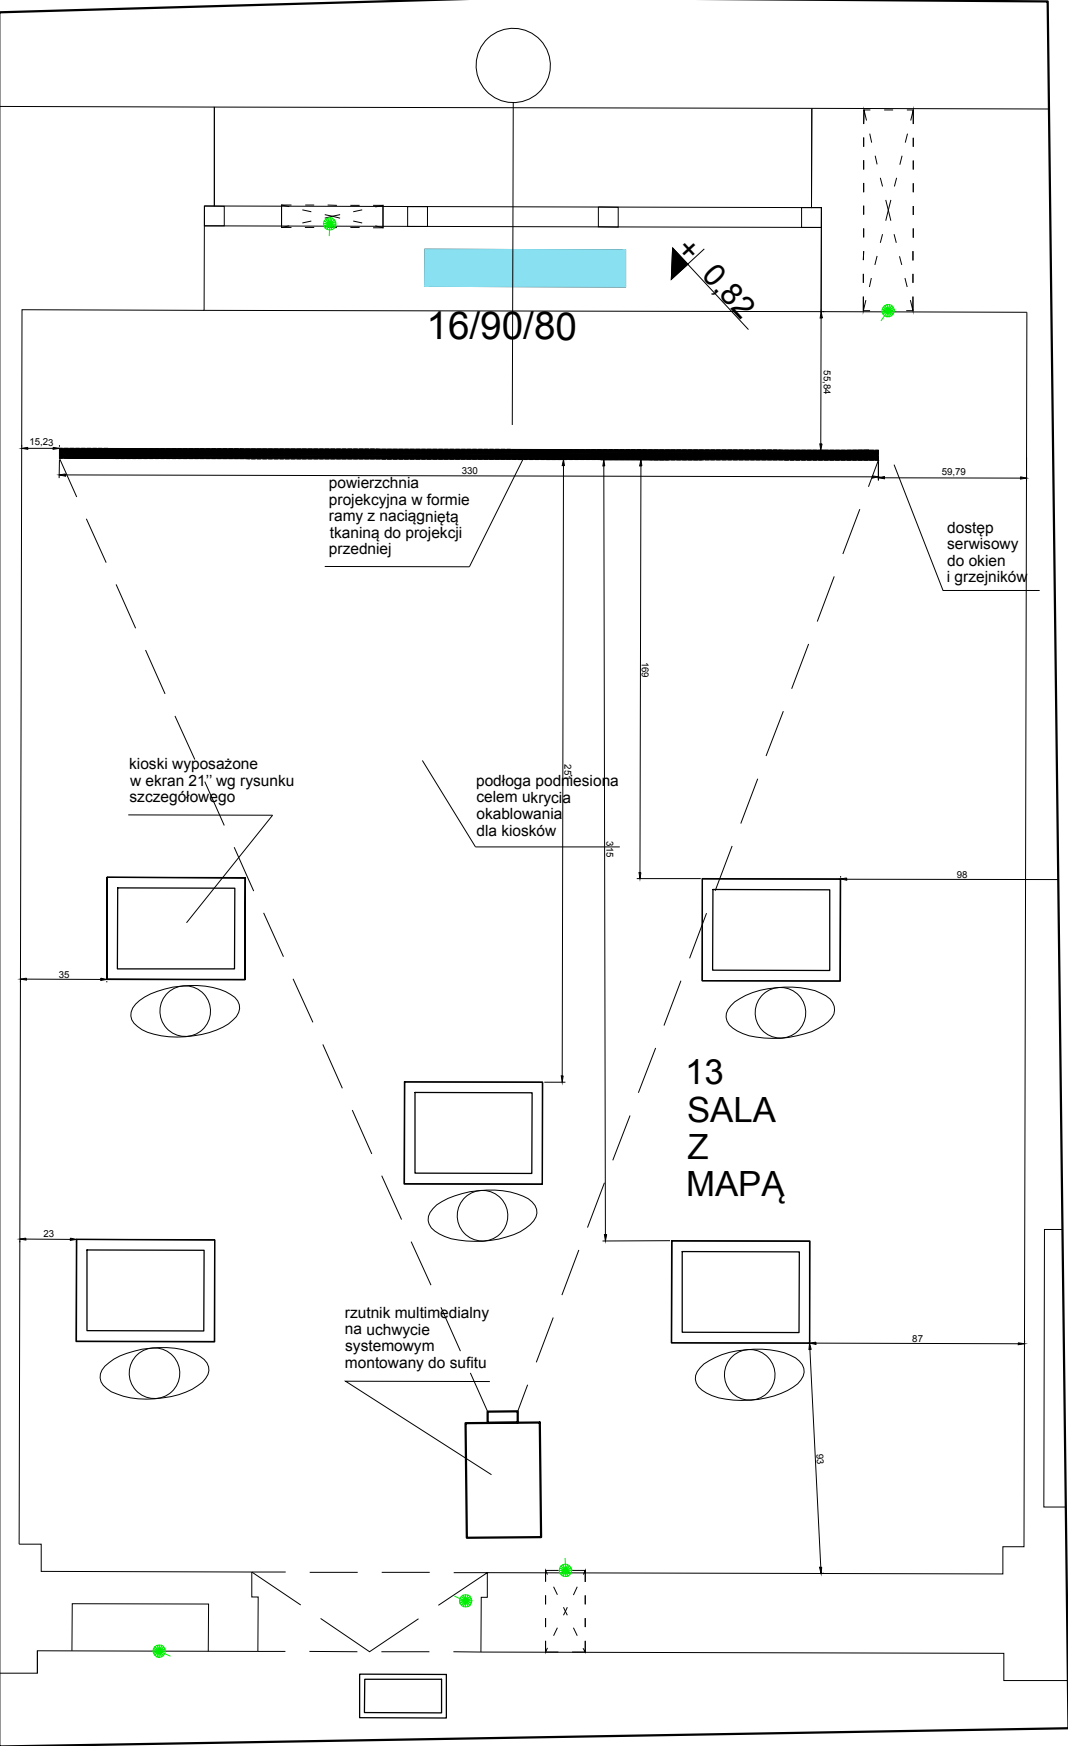 + 0,82
16/90/80
55,84
15,23
330
59,79
powierzchnia
projekcyjna w formie
ramy z naciągniętą
tkaniną do projekcji
przedniej
dostęp
serwisowy
do okien
i grzejników
169
kioski wyposażone
w ekran 21'' wg rysunku
szczegółowego
podłoga podniesiona
celem ukrycia
okablowania
dla kiosków
315
98
35
13
SALA
Z
MAPĄ
23
rzutnik multimedialny
na uchwycie
systemowym
montowany do sufitu
87
93